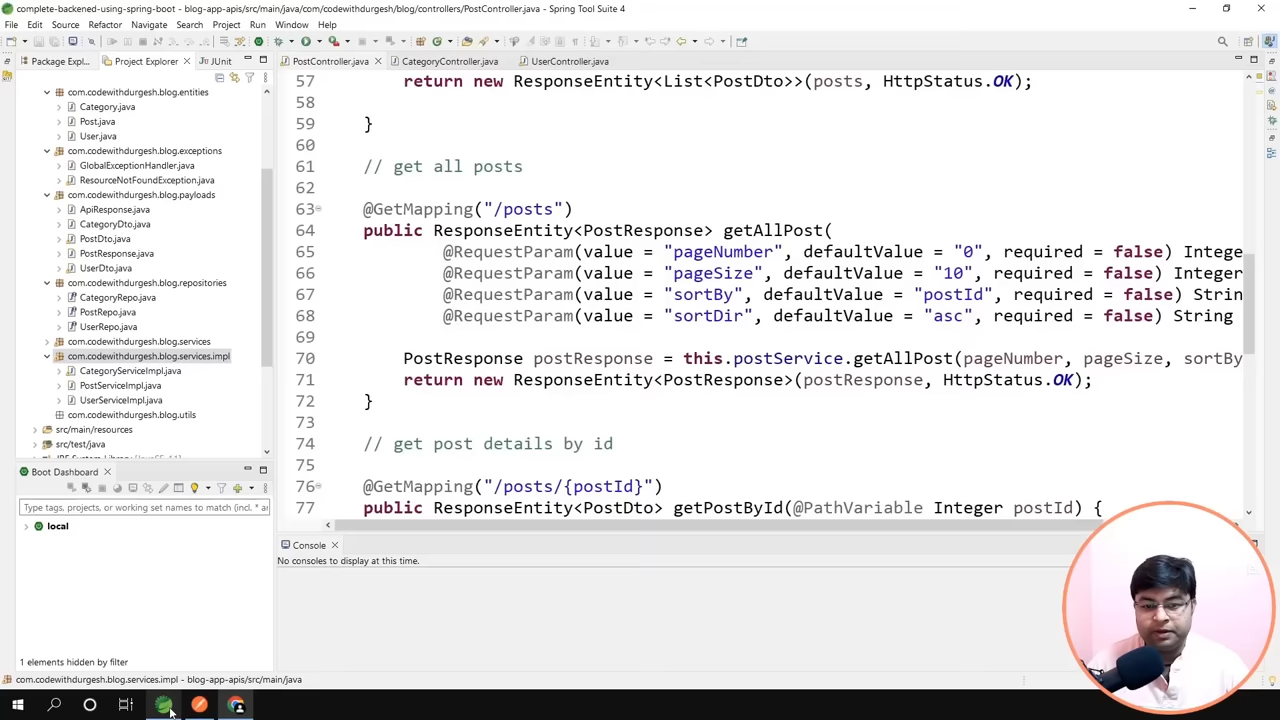 complete-backened-using-spring-boot - blog-app-apis/src/main/java/com/codewithdurgesh/blog/controllers/PostController.java - Spring Tool Suite 4
File Edit Source Refactor Navigate Search Project Run Window Help
Package Expl... Project Explorer JUnit
PostController.java CategoryController.java UserController.java
com.codewithdurgesh.blog.entities
Category.java
Post.java
User.java
com.codewithdurgesh.blog.exceptions
GlobalExceptionHandler.java
ResourceNotFoundException.java
com.codewithdurgesh.blog.payloads
ApiResponse.java
CategoryDto.java
PostDto.java
PostResponse.java
UserDto.java
com.codewithdurgesh.blog.repositories
CategoryRepo.java
PostRepo.java
UserRepo.java
com.codewithdurgesh.blog.services
com.codewithdurgesh.blog.services.impl
CategoryServiceImpl.java
PostServiceImpl.java
UserServiceImpl.java
com.codewithdurgesh.blog.utils
src/main/resources
src/test/java
57 return new ResponseEntity<List<PostDto>>(posts, HttpStatus.OK);
58
59 }
60
61 // get all posts
62
63 @GetMapping("/posts")
64 public ResponseEntity<PostResponse> getAllPost(
65 @RequestParam(value = "pageNumber", defaultValue = "0", required = false) Intege
66 @RequestParam(value = "pageSize", defaultValue = "10", required = false) Integer
67 @RequestParam(value = "sortBy", defaultValue = "postId", required = false) Strin
68 @RequestParam(value = "sortDir", defaultValue = "asc", required = false) String
69
70 PostResponse postResponse = this.postService.getAllPost(pageNumber, pageSize, sortBy
71 return new ResponseEntity<PostResponse>(postResponse, HttpStatus.OK);
72 }
73
74 // get post details by id
75
76 @GetMapping("/posts/{postId}")
77 public ResponseEntity<PostDto> getPostById(@PathVariable Integer postId) {
Boot Dashboard
Type tags, projects, or working set names to match (incl. * a
local
1 elements hidden by filter
Console
No consoles to display at this time.
com.codewithdurgesh.blog.services.impl - blog-app-apis/src/main/java